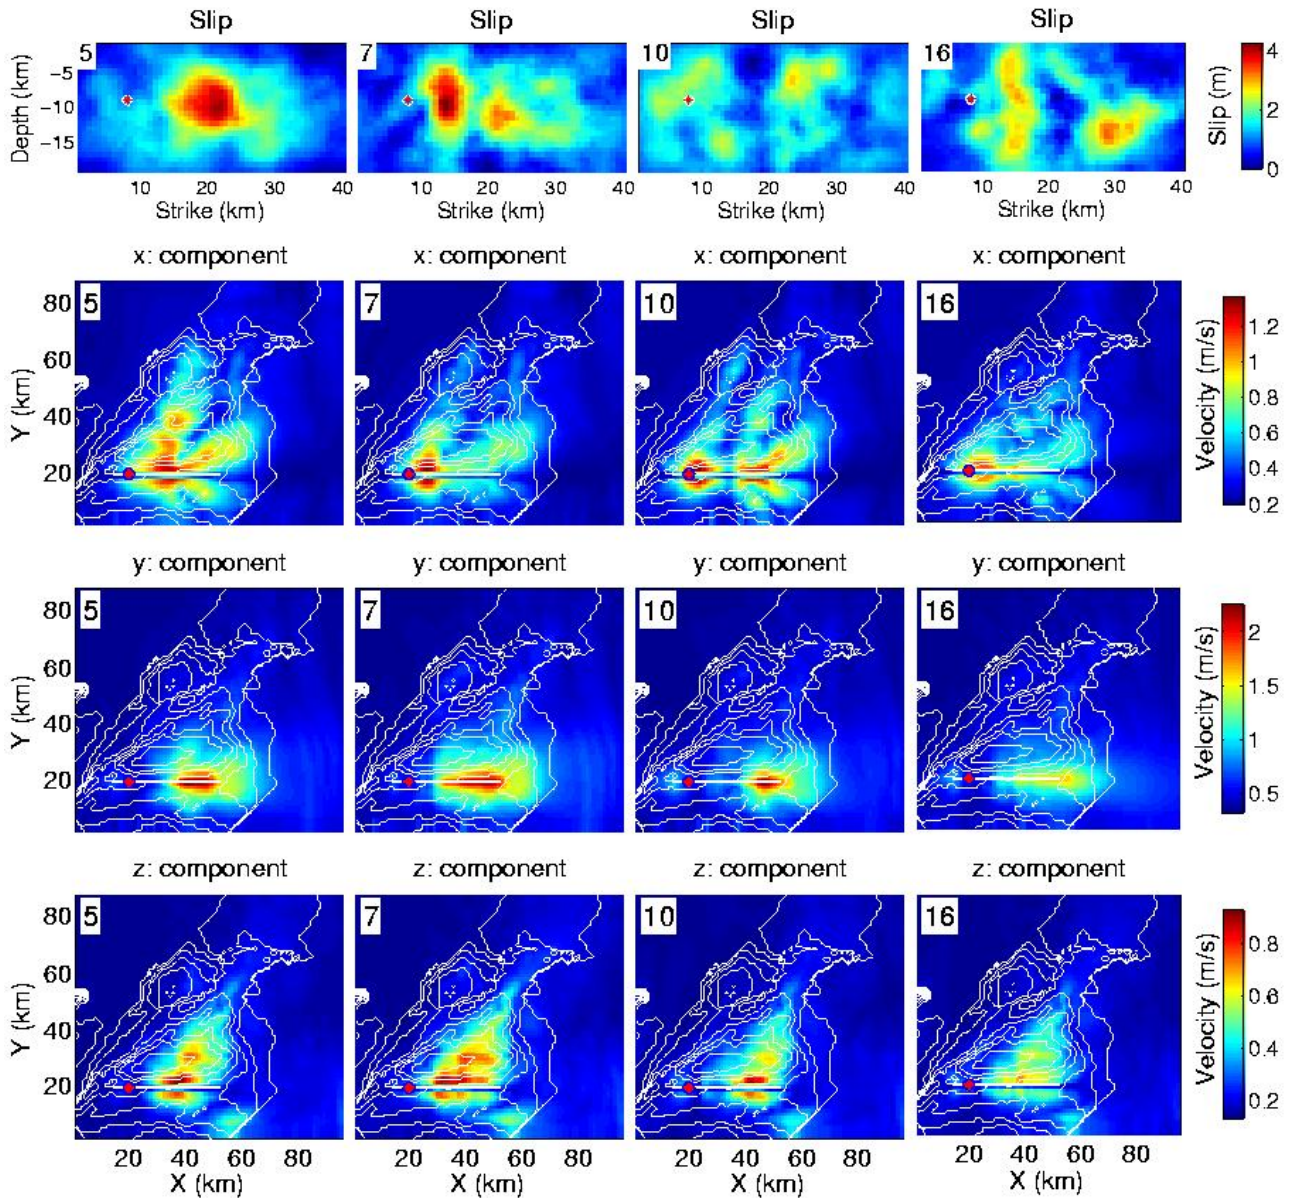 Slip Slip Slip Slip
5 7 10 16
Depth (km)
−5
−10
−15
10 20 30 40 10 20 30 40 10 20 30 40 10 20 30 40
Strike (km) Strike (km) Strike (km) Strike (km)
4
2
0
Slip (m)
x: component x: component x: component x: component
5 7 10 16
Y (km)
80
60
40
20
1.2
1
0.8
0.6
0.4
0.2
Velocity (m/s)
y: component y: component y: component y: component
5 7 10 16
Y (km)
80
60
40
20
2
1.5
1
0.5
Velocity (m/s)
z: component z: component z: component z: component
5 7 10 16
Y (km)
80
60
40
20
0.8
0.6
0.4
0.2
Velocity (m/s)
20 40 60 80 20 40 60 80 20 40 60 80 20 40 60 80
X (km) X (km) X (km) X (km)